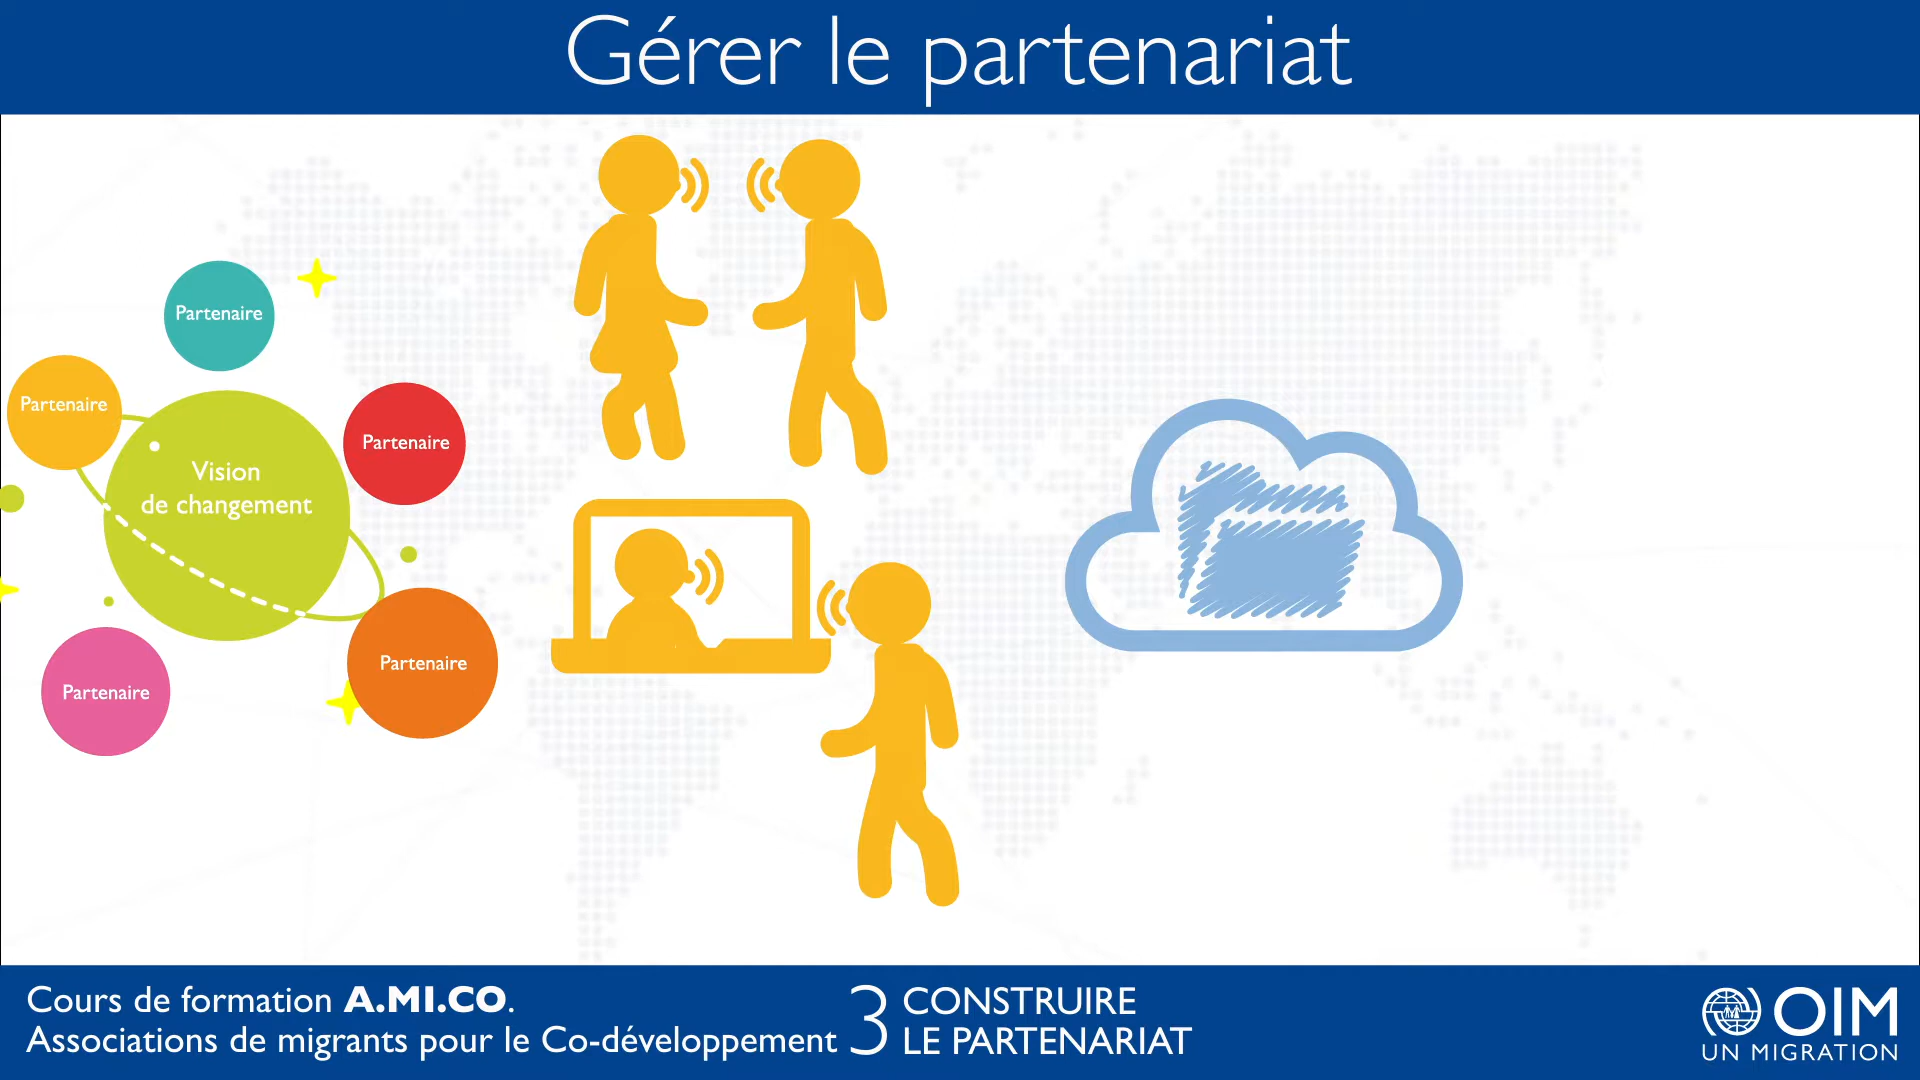 Gérer le partenariat
Partenaire
Partenaire
Partenaire
Vision
de changement
Partenaire
Partenaire
Cours de formation A.MI.CO.
Associations de migrants pour le Co-développement
3 CONSTRUIRE
LE PARTENARIAT
OIM
UN MIGRATION